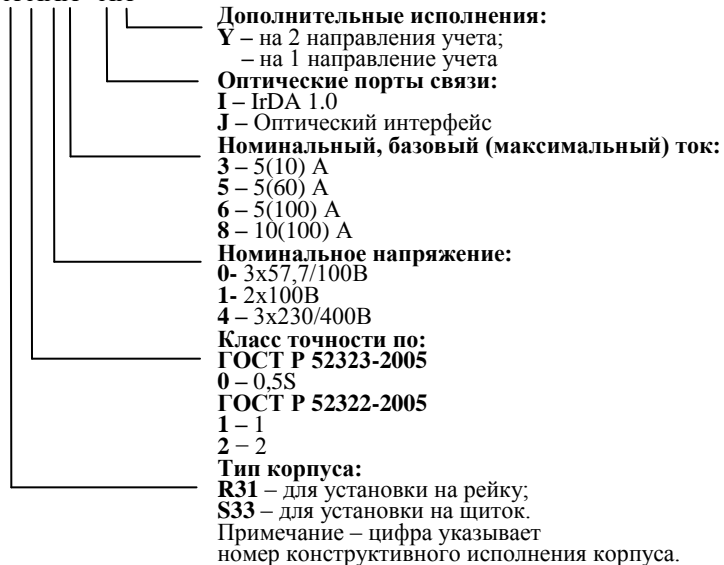 Дополнительные исполнения:
Y – на 2 направления учета;
– на 1 направление учета
Оптические порты связи:
I – IrDA 1.0
J – Оптический интерфейс
Номинальный, базовый (максимальный) ток:
3 – 5(10) А
5 – 5(60) А
6 – 5(100) А
8 – 10(100) А
Номинальное напряжение:
0- 3х57,7/100В
1- 2х100В
4 – 3х230/400В
Класс точности по:
ГОСТ Р 52323-2005
0 – 0,5S
ГОСТ Р 52322-2005
1 – 1
2 – 2
Тип корпуса:
R31 – для установки на рейку;
S33 – для установки на щиток.
Примечание – цифра указывает
номер конструктивного исполнения корпуса.